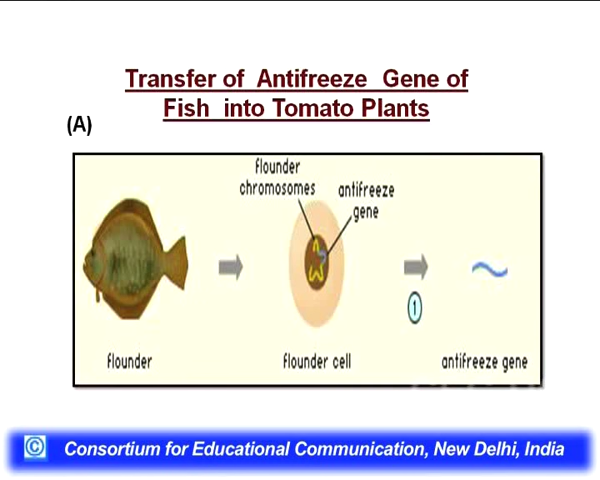 Transfer of Antifreeze Gene of
Fish into Tomato Plants
(A)
flounder
chromosomes
antifreeze
gene
1
flounder
flounder cell
antifreeze gene
© Consortium for Educational Communication, New Delhi, India